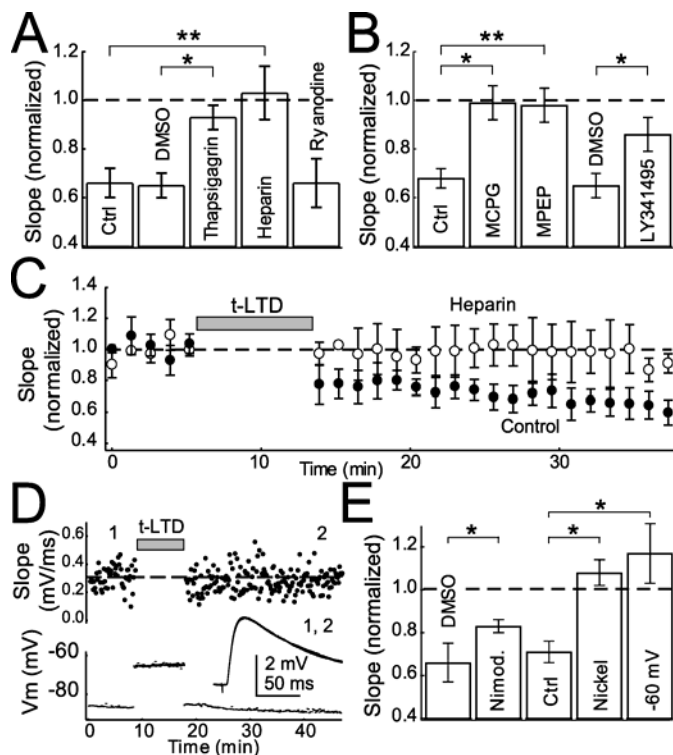 A
Slope (normalized)
1.2
1.0
0.8
0.6
0.4
**
*
Ctrl
DMSO
Thapsigagrin
Heparin
Ryanodine
B
Slope (normalized)
1.2
1.0
0.8
0.6
0.4
**
*
*
Ctrl
MCPG
MPEP
DMSO
LY341495
C
Slope
(normalized)
1.4
1.2
1.0
0.8
0.6
0.4
t-LTD
Heparin
Control
0
10
20
30
Time (min)
D
Slope
(mV/ms)
0.6
0.4
0.2
0.0
1
t-LTD
2
Vm (mV)
-60
-80
1, 2
2 mV
50 ms
0
10
20
30
40
Time (min)
E
Slope (normalized)
1.2
1.0
0.8
0.6
0.4
*
*
*
DMSO
Nimod.
Ctrl
Nickel
-60 mV